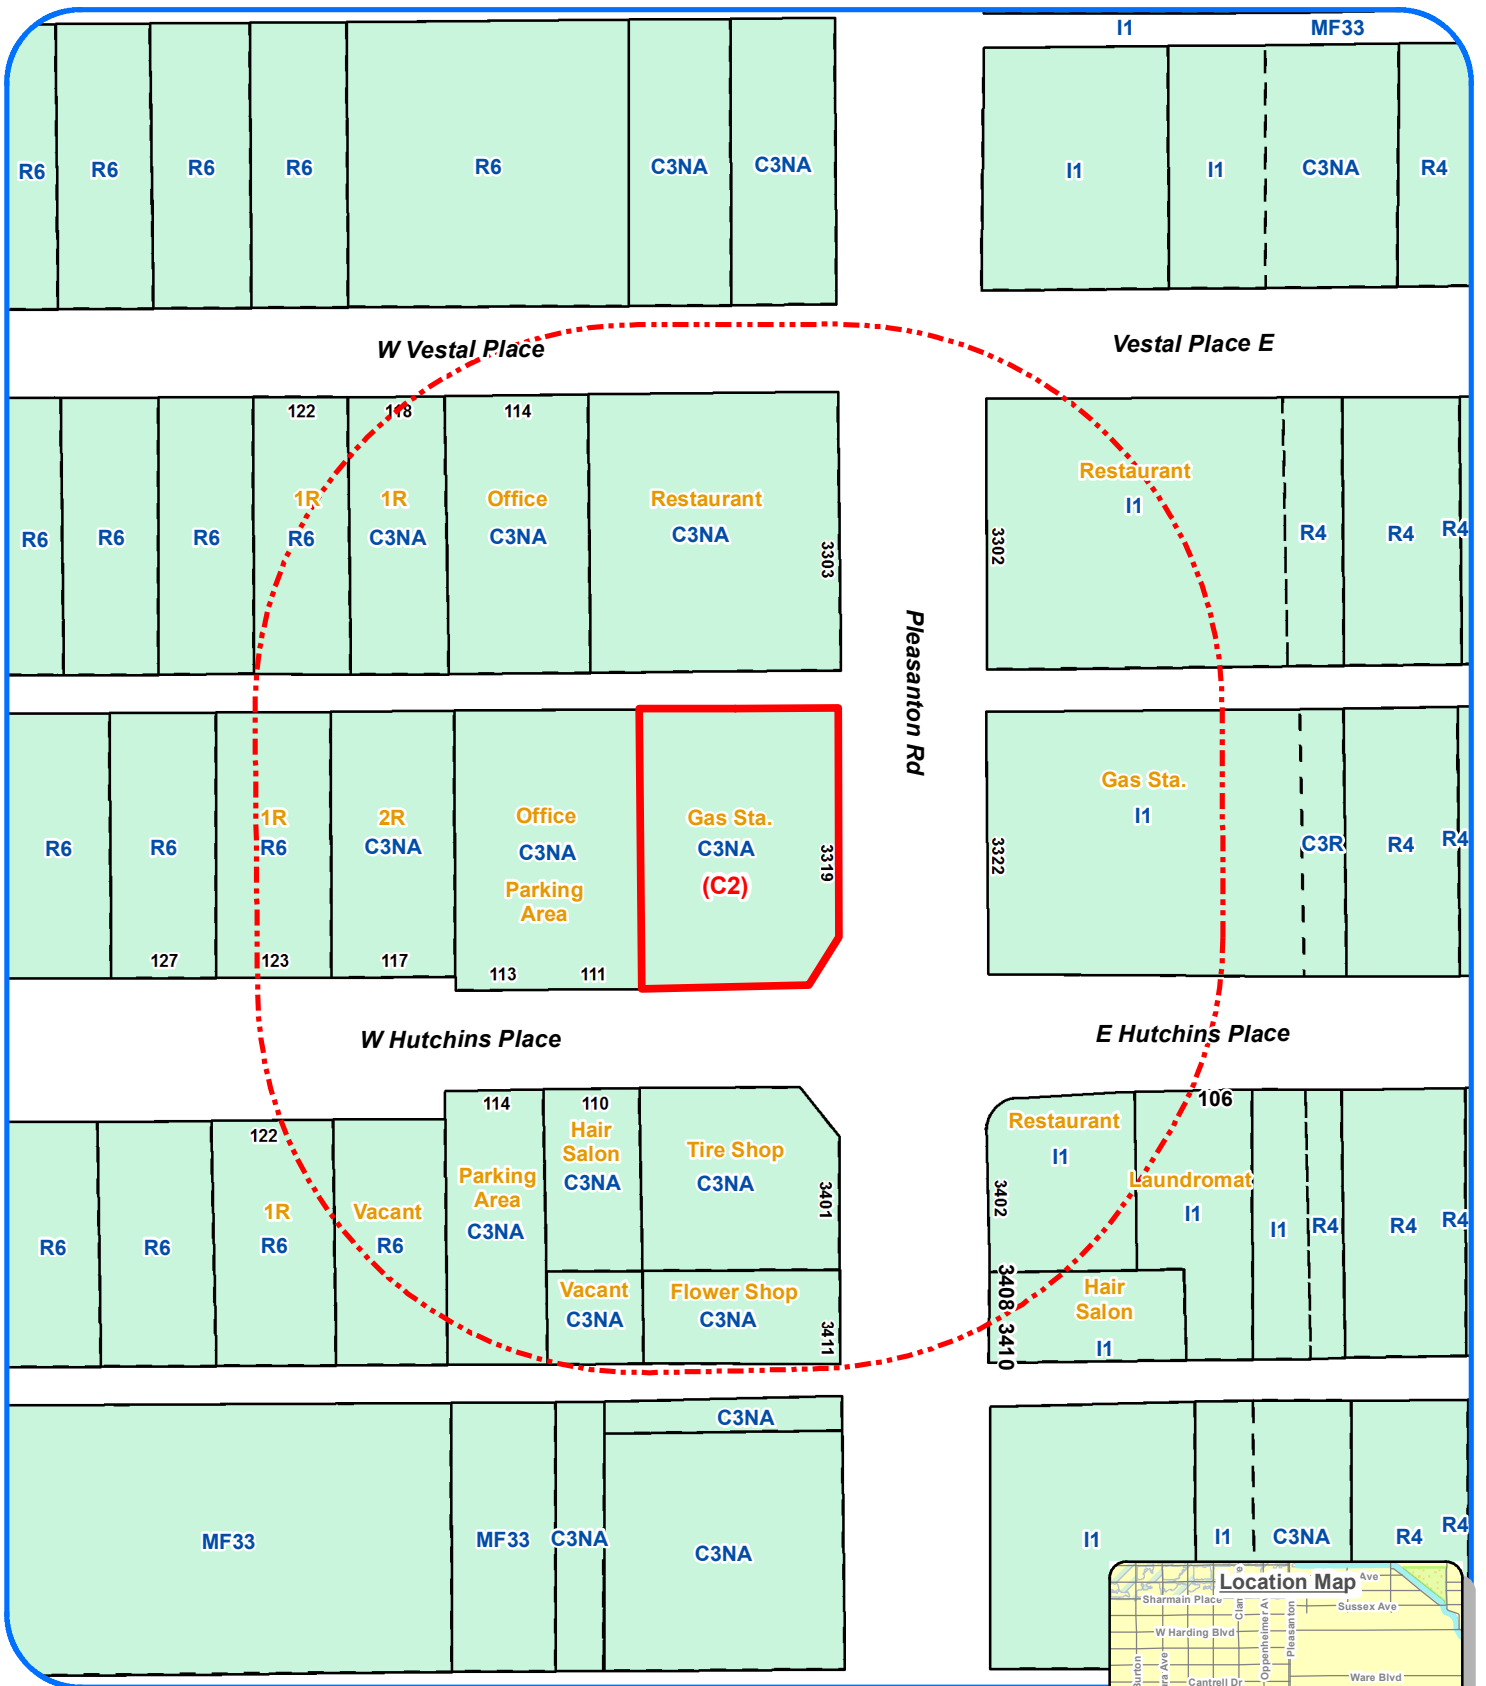 I1
MF33
R6
R6
R6
R6
R6
C3NA
C3NA
I1
I1
C3NA
R4
W Vestal Place
Vestal Place E
122
118
114
1R
R6
1R
C3NA
Office
C3NA
Restaurant
C3NA
3303
R6
R6
R6
Restaurant
I1
3302
R4
R4
R4
Pleasanton Rd
R6
R6
127
1R
R6
123
2R
C3NA
117
Office
C3NA
Parking
Area
113
111
Gas Sta.
C3NA
(C2)
3319
Gas Sta.
I1
3322
C3R
R4
R4
W Hutchins Place
E Hutchins Place
R6
R6
122
1R
R6
Vacant
R6
114
Parking
Area
C3NA
110
Hair
Salon
C3NA
Tire Shop
C3NA
3401
Vacant
C3NA
Flower Shop
C3NA
3411
Restaurant
I1
3402
106
Laundromat
I1
I1
R4
R4
R4
3408
3410
Hair
Salon
I1
MF33
MF33
C3NA
C3NA
C3NA
I1
I1
C3NA
R4
R4
Location Map
Ave
Sharmain Place
Sussex Ave
W Harding Blvd
Oppenheimer Av
Pleasanton
Ware Blvd
Cantrell Dr